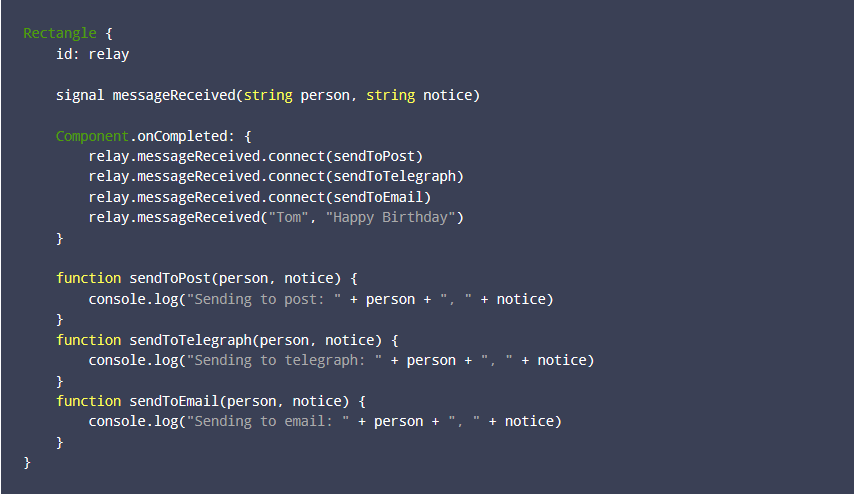 Rectangle {
    id: relay

    signal messageReceived(string person, string notice)

    Component.onCompleted: {
        relay.messageReceived.connect(sendToPost)
        relay.messageReceived.connect(sendToTelegraph)
        relay.messageReceived.connect(sendToEmail)
        relay.messageReceived("Tom", "Happy Birthday")
    }

    function sendToPost(person, notice) {
        console.log("Sending to post: " + person + ", " + notice)
    }
    function sendToTelegraph(person, notice) {
        console.log("Sending to telegraph: " + person + ", " + notice)
    }
    function sendToEmail(person, notice) {
        console.log("Sending to email: " + person + ", " + notice)
    }
}